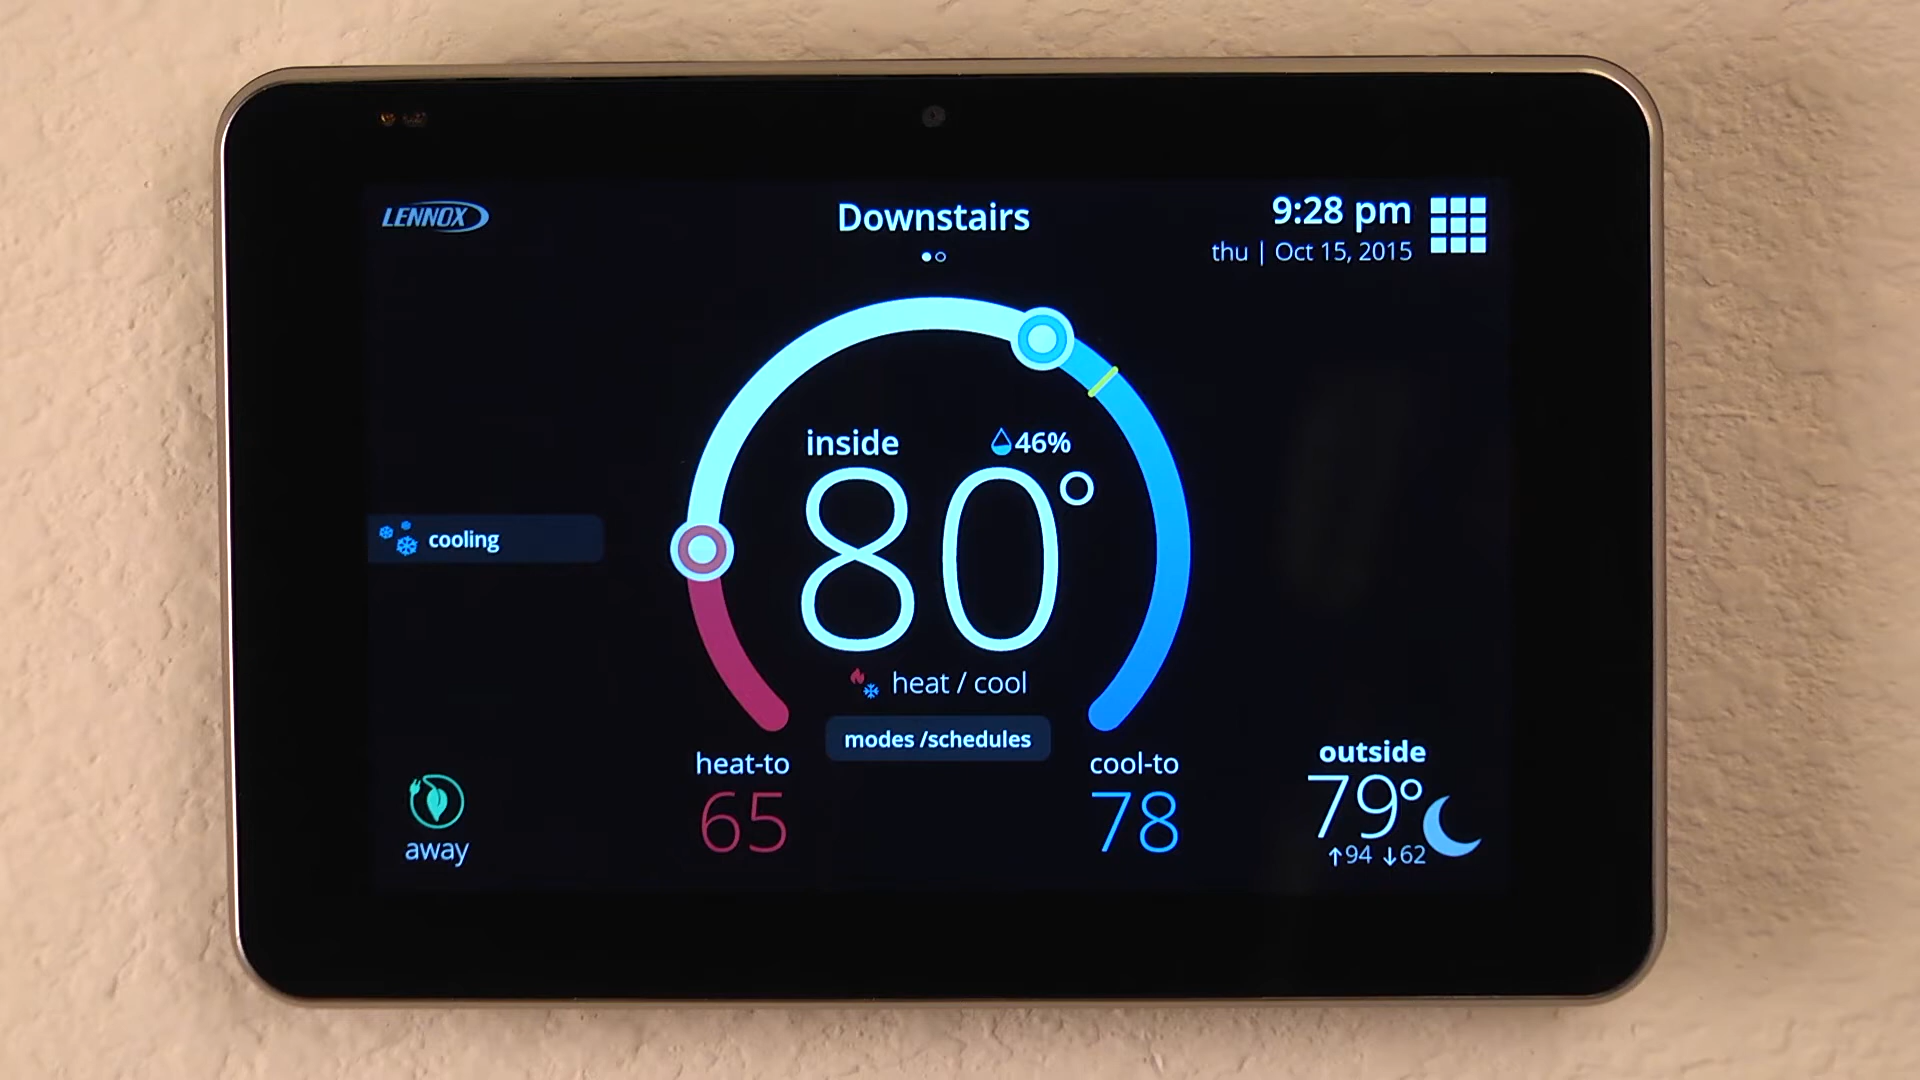 LENNOX
Downstairs
9:28 pm
thu | Oct 15, 2015
inside
46%
80°
cooling
heat / cool
modes /schedules
heat-to
65
cool-to
78
outside
79°
↑94 ↓62
away